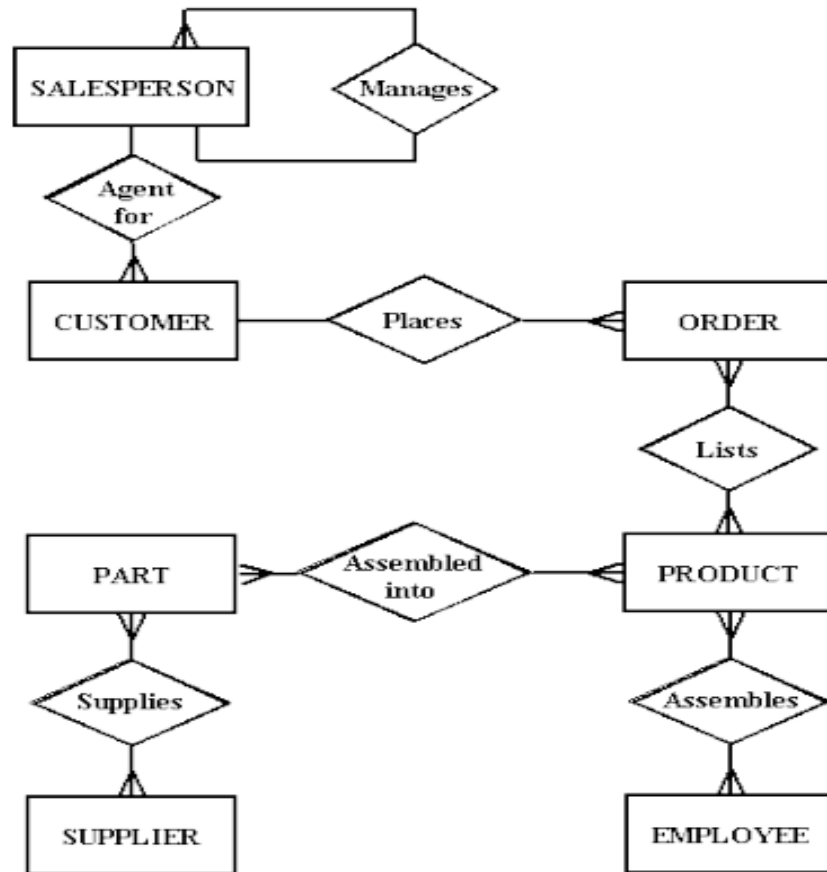 SALESPERSON
Manages
Agent
for
CUSTOMER
Places
ORDER
Lists
PART
Assembled
into
PRODUCT
Supplies
Assembles
SUPPLIER
EMPLOYEE